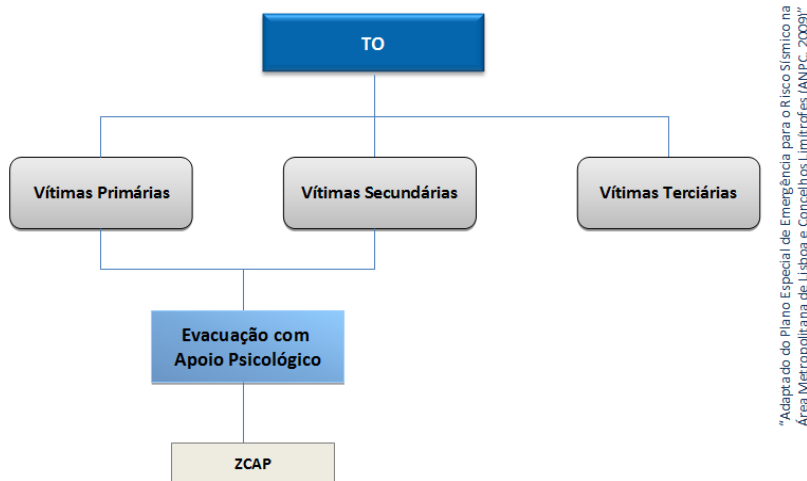 TO
Vítimas Primárias
Vítimas Secundárias
Vítimas Terciárias
Evacuação com
Apoio Psicológico
ZCAP
“Adaptado do Plano Especial de Emergência para o Risco Sísmico na
Área Metropolitana de Lisboa e Concelhos Limítrofes (ANPC, 2009)”